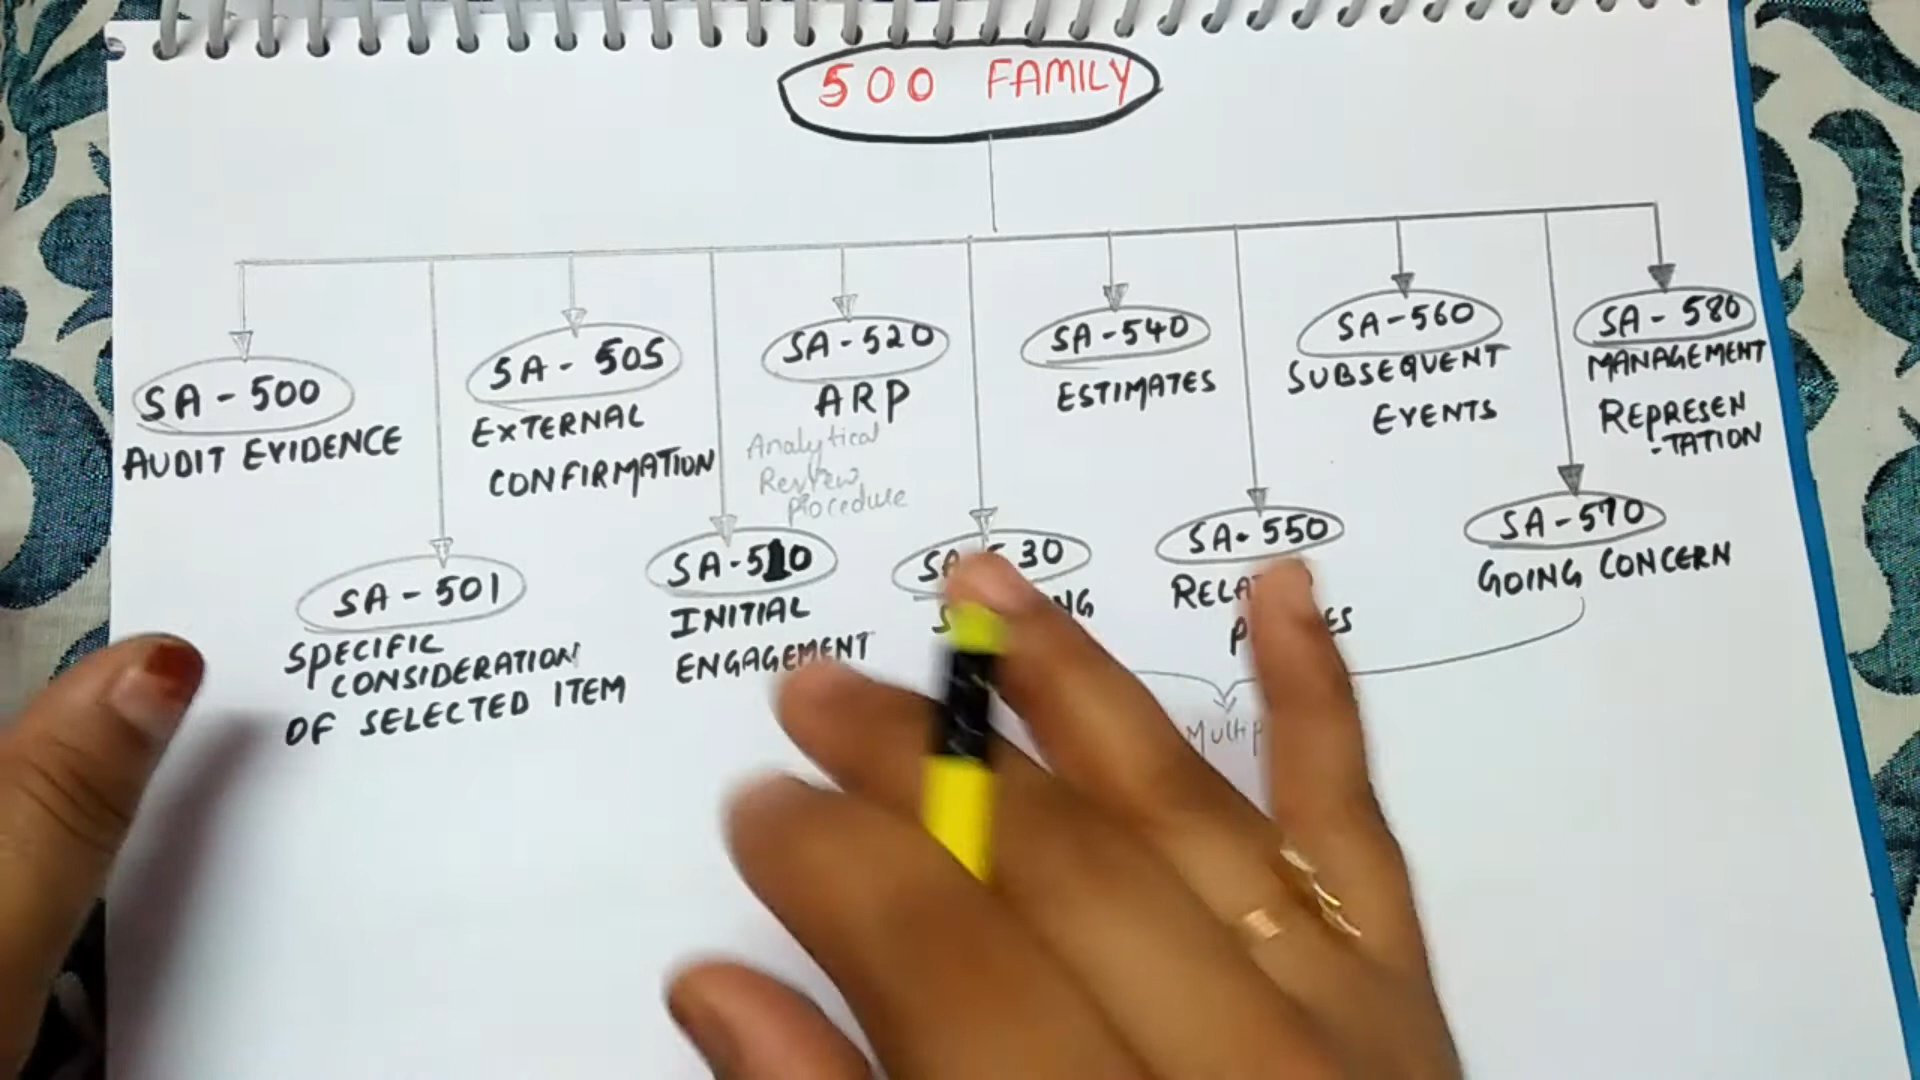 500 FAMILY
SA-500
AUDIT EVIDENCE
SA-501
SPECIFIC
CONSIDERATION
OF SELECTED ITEM
SA-505
EXTERNAL
CONFIRMATION
SA-510
INITIAL
ENGAGEMENT
SA-520
ARP
Analytical
Review
Procedure
SA-540
ESTIMATES
SA-550
SA-560
SUBSEQUENT
EVENTS
SA-570
GOING CONCERN
SA-580
MANAGEMENT
REPRESEN
-TATION